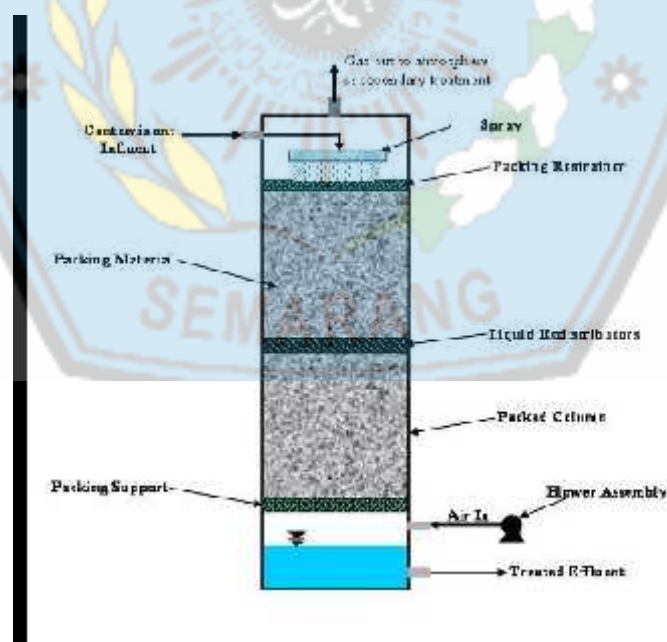 Gas out to atmosphere
or secondary treatment
Contaminant
Influent
Spray
Packing Restrainer
Packing Material
SEMARANG
Liquid Redistributors
Packed Column
Packing Support
Blower Assembly
Air In
Treated Effluent